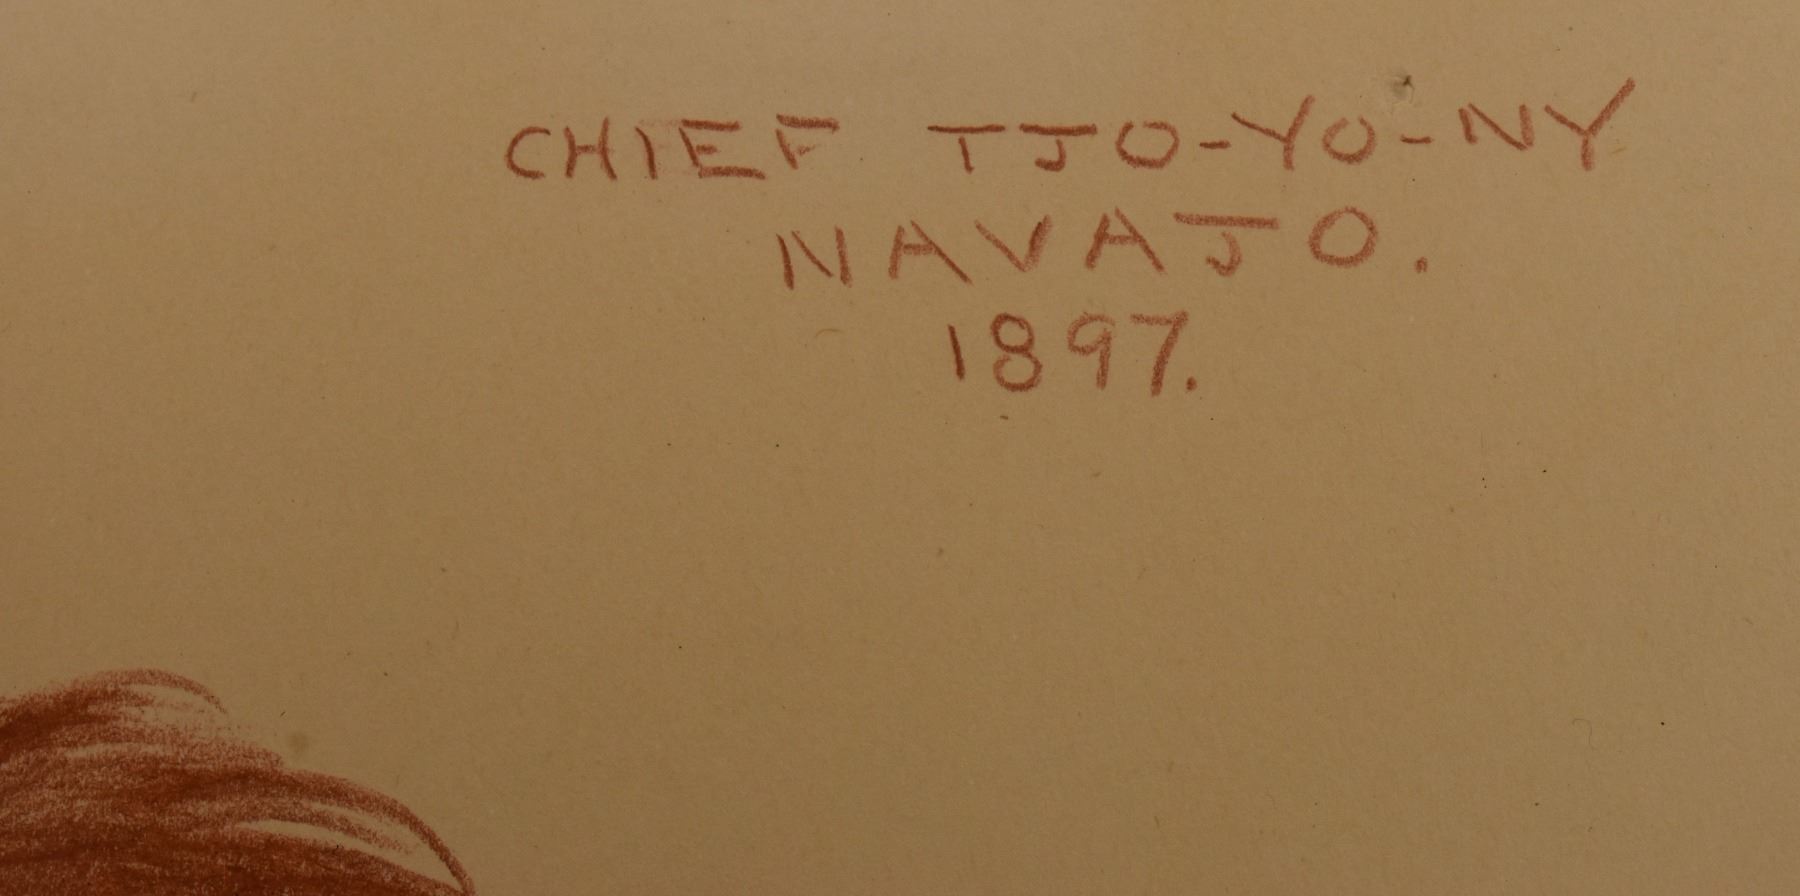 CHIEF TJO-YO-NY
NAVAJO.
1897.